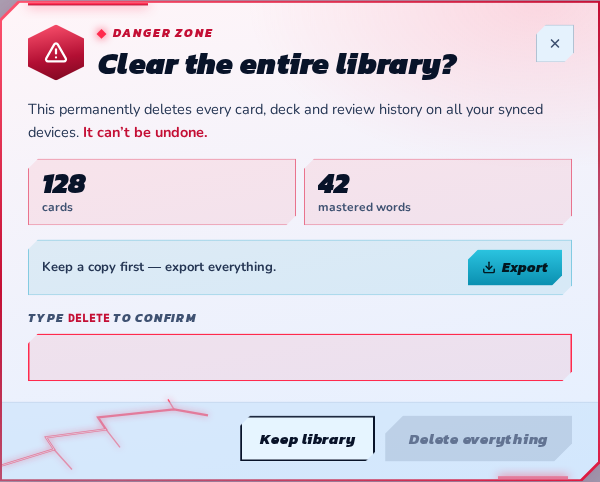 DANGER ZONE
Clear the entire library?
This permanently deletes every card, deck and review history on all your synced
devices. It can’t be undone.
128
cards
42
mastered words
Keep a copy first — export everything.
Export
TYPE DELETE TO CONFIRM
Keep library
Delete everything